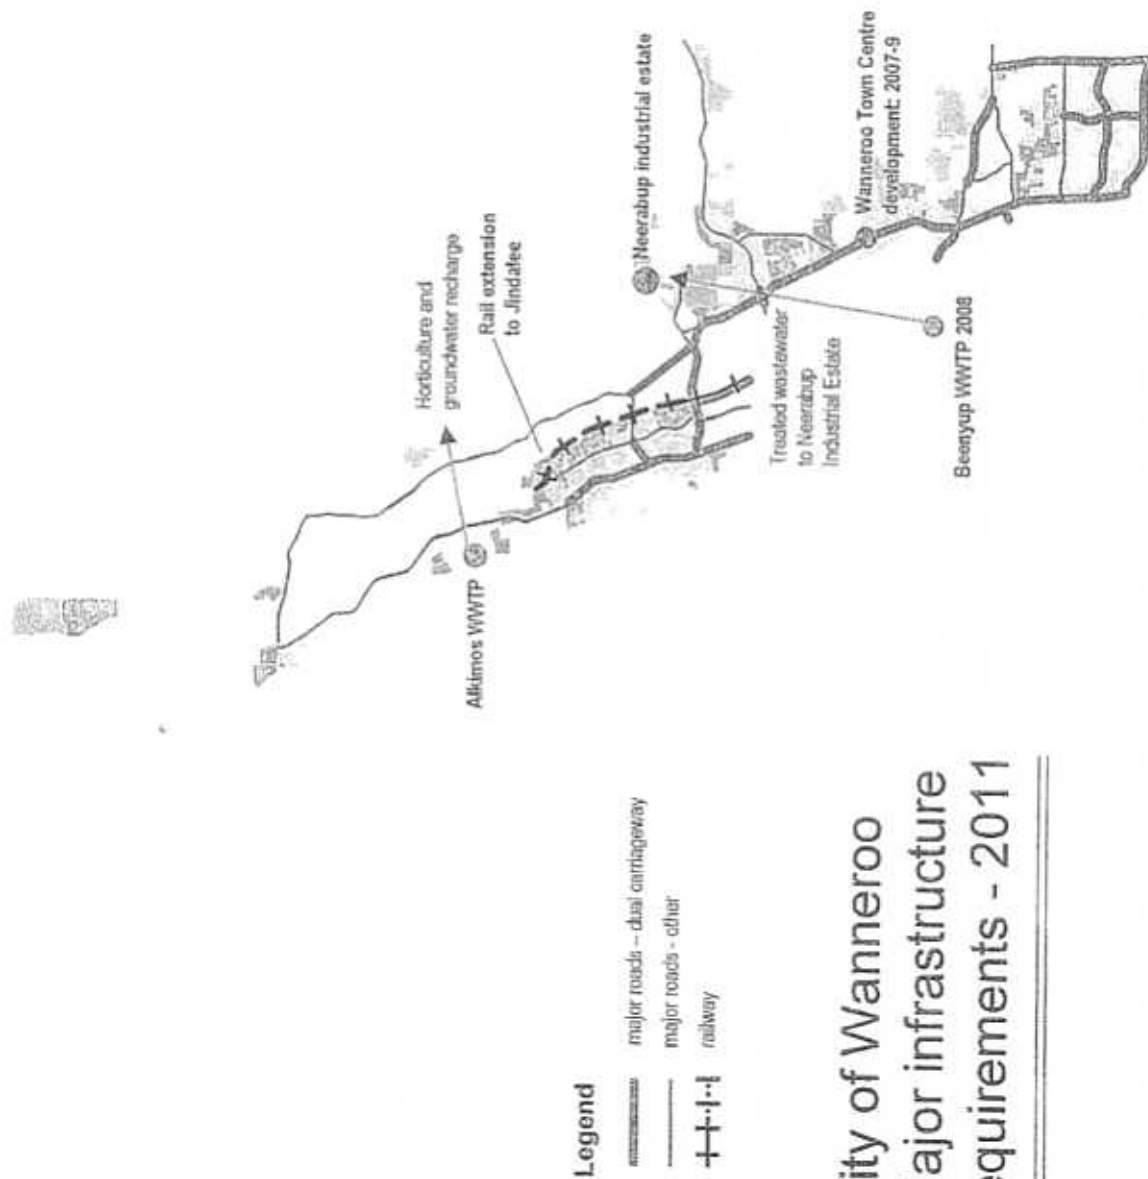 Horticulture and
groundwater recharge
Rail extension
to Jindalee
Neerabup industrial estate
Alkimos WWTP
Wanneroo Town Centre
development: 2007-9
Treated wastewater
to Neerabup
Industrial Estate
Beenyup WWTP 2008
Legend
major roads – dual carriageway
major roads - other
railway
ity of Wanneroo
ajor infrastructure
equirements - 2011